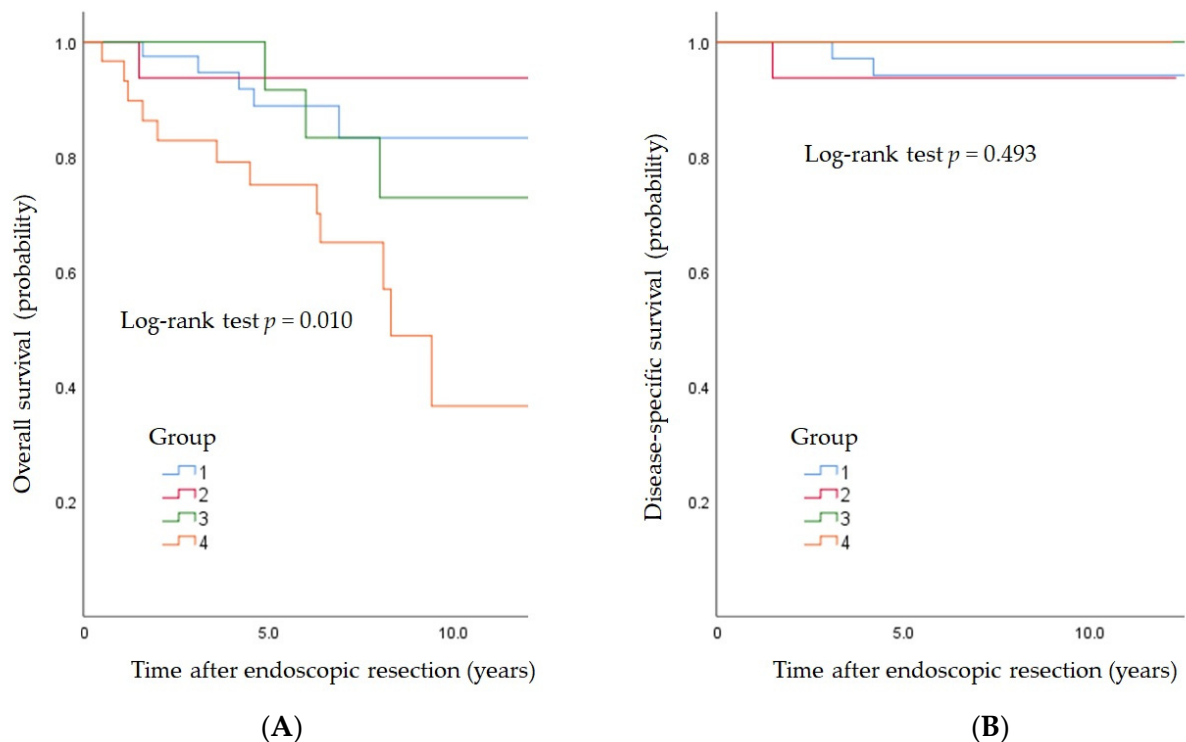 Overall survival (probability)
1.0
0.8
0.6
0.4
0.2
Log-rank test p = 0.010
Group
1
2
3
4
0
5.0
10.0
Time after endoscopic resection (years)
(A)
Disease-specific survival (probability)
1.0
0.8
0.6
0.4
0.2
Log-rank test p = 0.493
Group
1
2
3
4
0
5.0
10.0
Time after endoscopic resection (years)
(B)